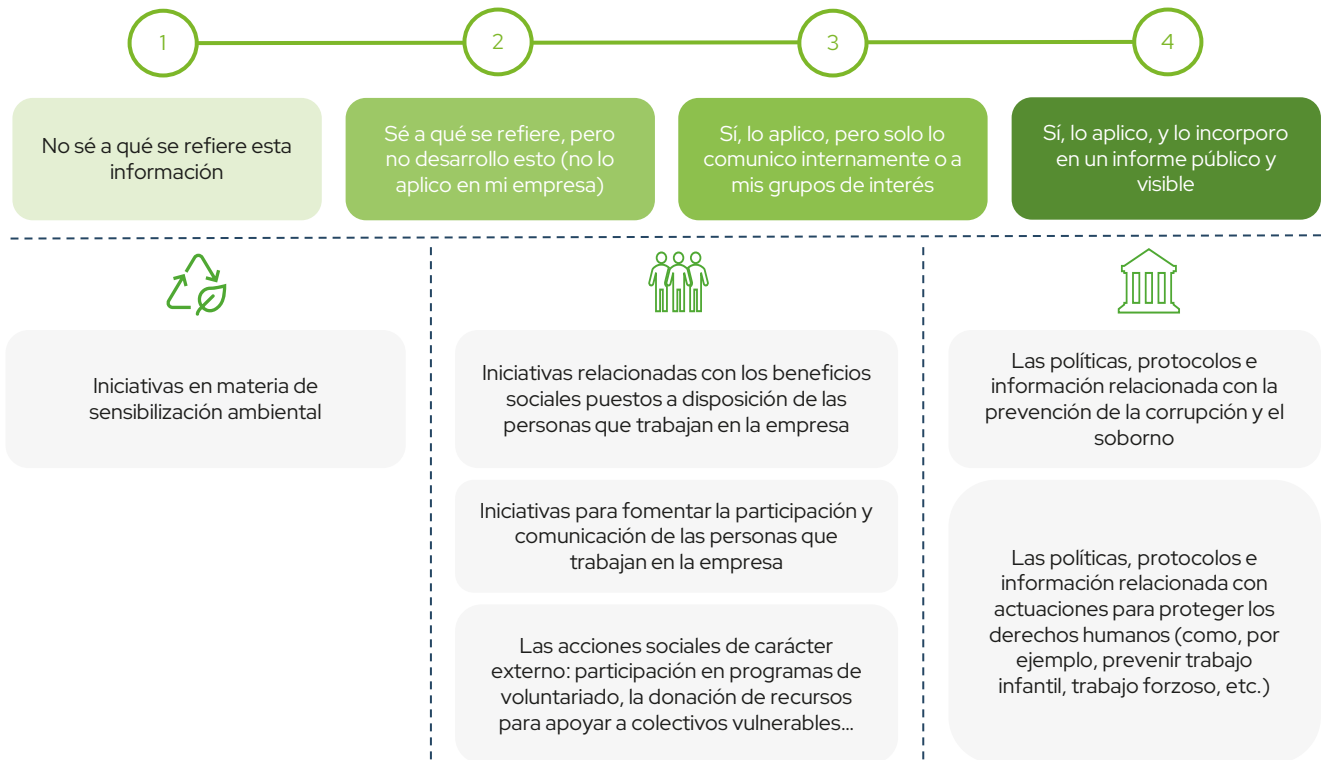 1
2
3
4
No sé a qué se refiere esta
información
Sé a qué se refiere, pero
no desarrollo esto (no lo
aplico en mi empresa)
Sí, lo aplico, pero solo lo
comunico internamente o a
mis grupos de interés
Sí, lo aplico, y lo incorporo
en un informe público y
visible
Iniciativas en materia de
sensibilización ambiental
Iniciativas relacionadas con los beneficios
sociales puestos a disposición de las
personas que trabajan en la empresa
Iniciativas para fomentar la participación y
comunicación de las personas que
trabajan en la empresa
Las acciones sociales de carácter
externo: participación en programas de
voluntariado, la donación de recursos
para apoyar a colectivos vulnerables…
Las políticas, protocolos e
información relacionada con la
prevención de la corrupción y el
soborno
Las políticas, protocolos e
información relacionada con
actuaciones para proteger los
derechos humanos (como, por
ejemplo, prevenir trabajo
infantil, trabajo forzoso, etc.)